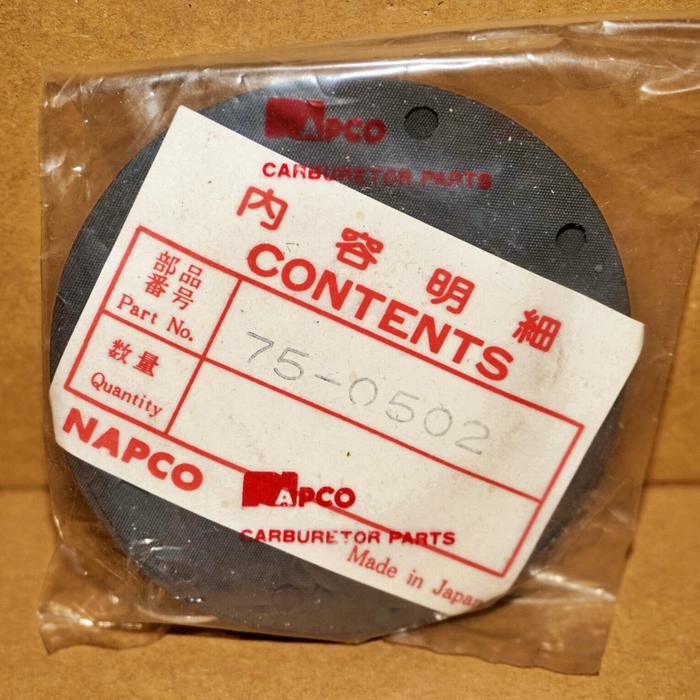 NAPCO
CARBURETOR PARTS
内容明細
CONTENTS
部品
番号
Part No.
75-0502
数量
Quantity
NAPCO
NAPCO
CARBURETOR PARTS
Made in Japan